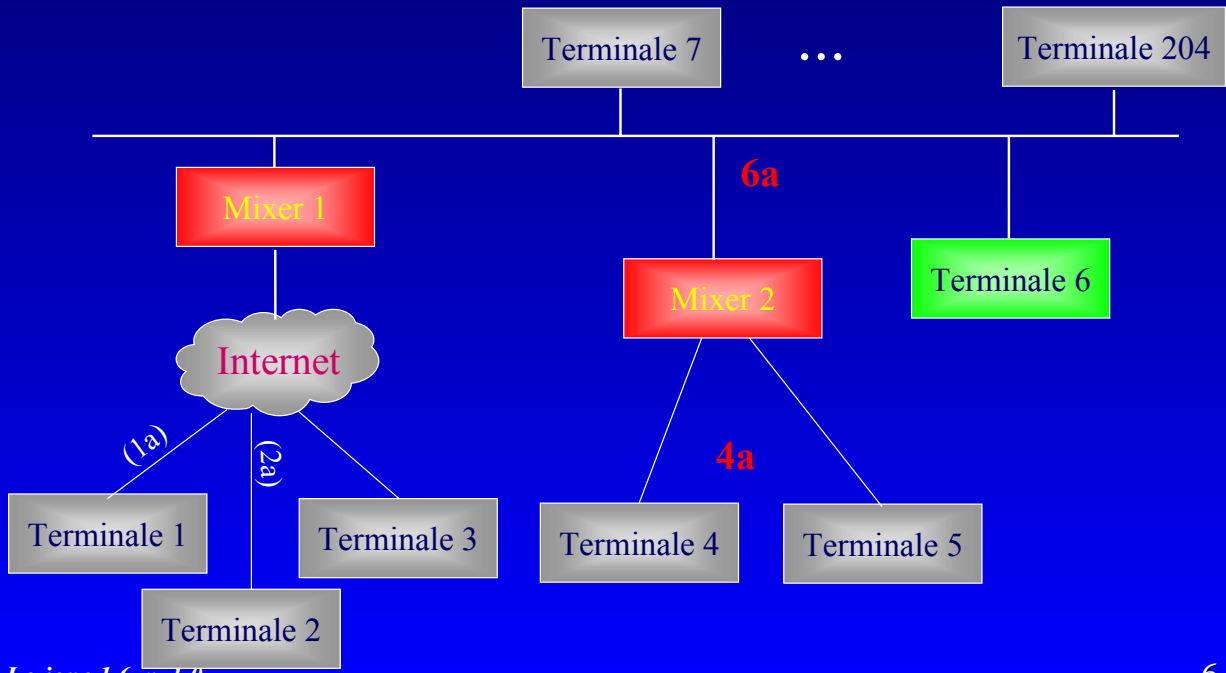 Terminale 7
...
Terminale 204
6a
Mixer 1
Terminale 6
Mixer 2
Internet
(1a)
(2a)
4a
Terminale 1
Terminale 3
Terminale 4
Terminale 5
Terminale 2
6